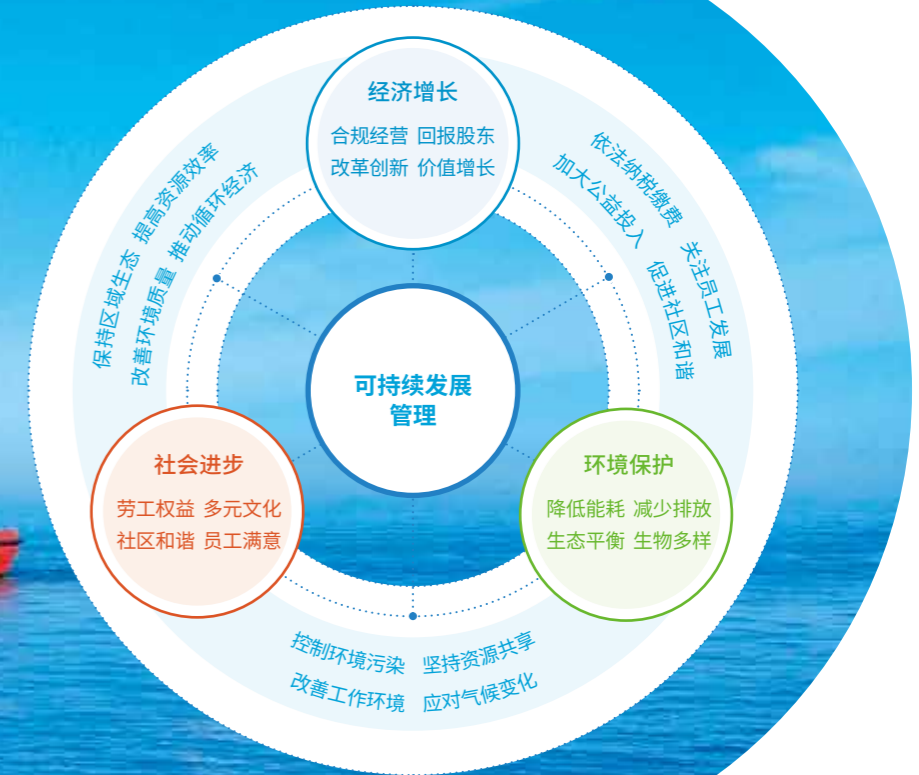 经济增长
合规经营 回报股东
改革创新 价值增长
保持区域生态 提高资源效率
改善环境质量 推动循环经济
依法纳税缴费 关注员工发展
加大公益投入 促进社区和谐
可持续发展
管理
社会进步
劳工权益 多元文化
社区和谐 员工满意
环境保护
降低能耗 减少排放
生态平衡 生物多样
控制环境污染 坚持资源共享
改善工作环境 应对气候变化